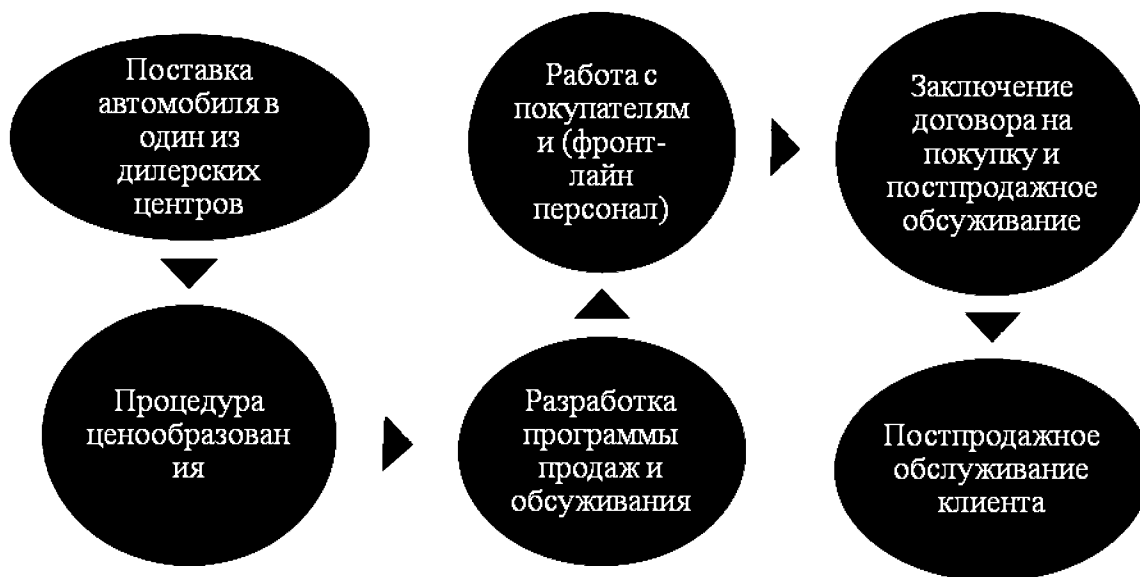 Поставка
автомобиля в
один из
дилерских
центров
Процедура
ценообразован
ия
Разработка
программы
продаж и
обсуживания
Работа с
покупателям
и (фронт-
лайн
персонал)
Заключение
договора на
покупку и
постпродажное
обсуживание
Постпродажное
обслуживание
клиента